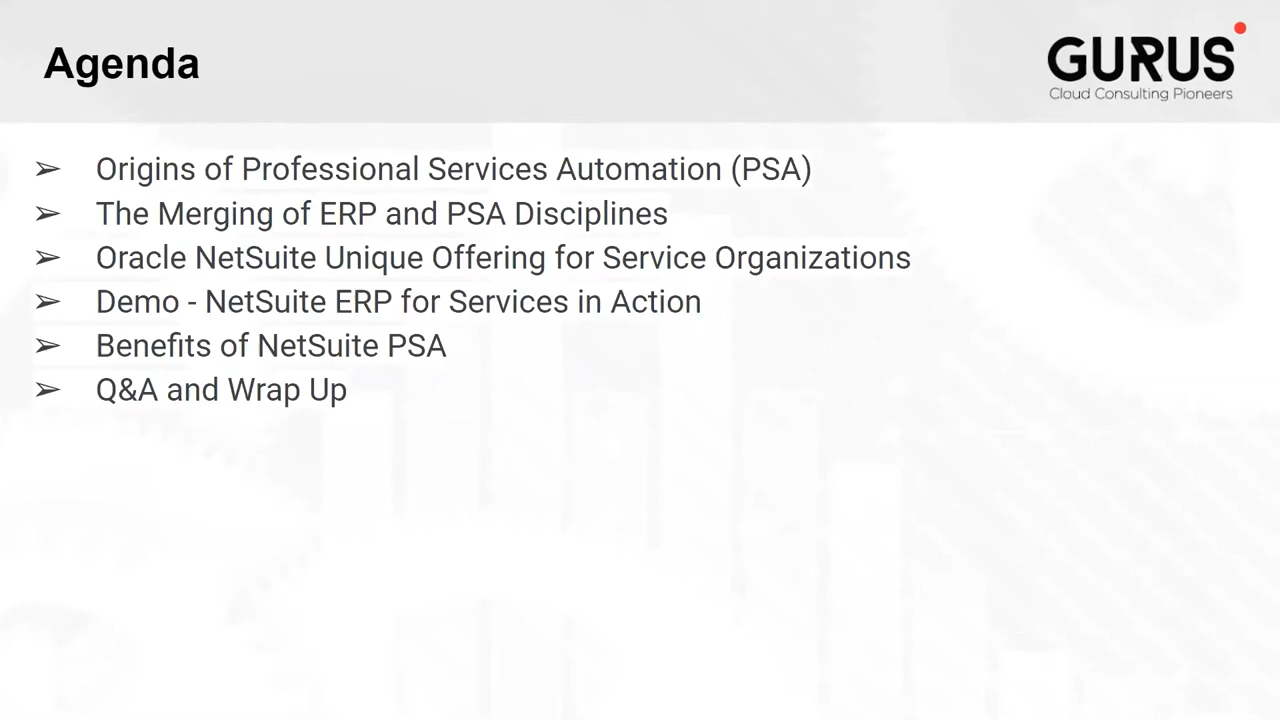 Agenda
GURUS
Cloud Consulting Pioneers
➢ Origins of Professional Services Automation (PSA)
➢ The Merging of ERP and PSA Disciplines
➢ Oracle NetSuite Unique Offering for Service Organizations
➢ Demo - NetSuite ERP for Services in Action
➢ Benefits of NetSuite PSA
➢ Q&A and Wrap Up